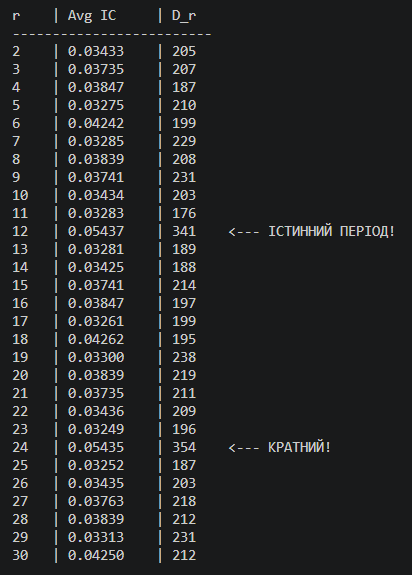 r | Avg IC | D_r
-------------------------
2 | 0.03433 | 205
3 | 0.03735 | 207
4 | 0.03847 | 187
5 | 0.03275 | 210
6 | 0.04242 | 199
7 | 0.03285 | 229
8 | 0.03839 | 208
9 | 0.03741 | 231
10 | 0.03434 | 203
11 | 0.03283 | 176
12 | 0.05437 | 341 <--- ІСТИННИЙ ПЕРІОД!
13 | 0.03281 | 189
14 | 0.03425 | 188
15 | 0.03741 | 214
16 | 0.03847 | 197
17 | 0.03261 | 199
18 | 0.04262 | 195
19 | 0.03300 | 238
20 | 0.03839 | 219
21 | 0.03735 | 211
22 | 0.03436 | 209
23 | 0.03249 | 196
24 | 0.05435 | 354 <--- КРАТНИЙ!
25 | 0.03252 | 187
26 | 0.03435 | 203
27 | 0.03763 | 218
28 | 0.03839 | 212
29 | 0.03313 | 231
30 | 0.04250 | 212